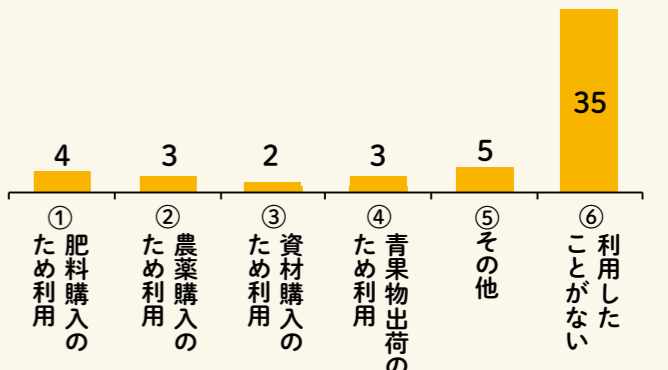 4
3
2
3
5
35
①
肥料購入の
ため利用
②
農薬購入の
ため利用
③
資材購入の
ため利用
④
青果物出荷の
ため利用
⑤
その他
⑥
利用した
ことがない